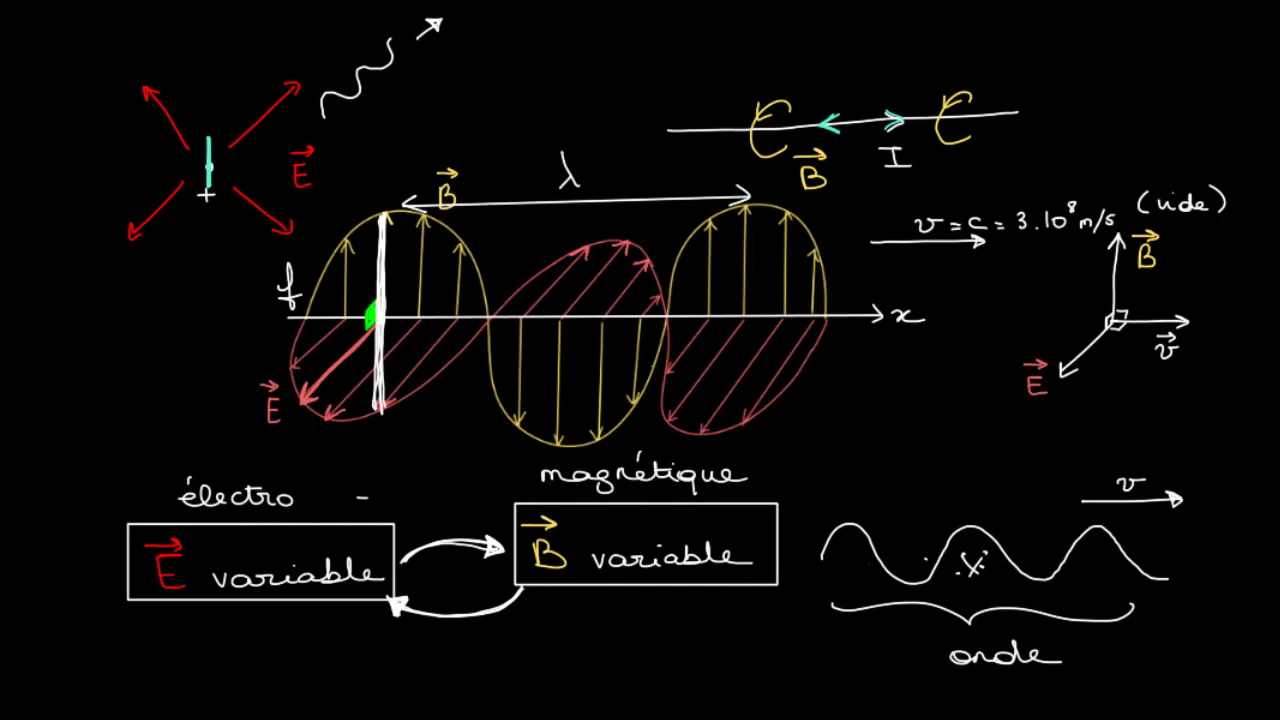 E⃗
+
λ
B⃗
B⃗
I
v = c = 3.10⁸ m/s (vide)
B⃗
v⃗
E⃗
f
x
E⃗
électro - magnétique
E⃗ variable
B⃗ variable
v
onde